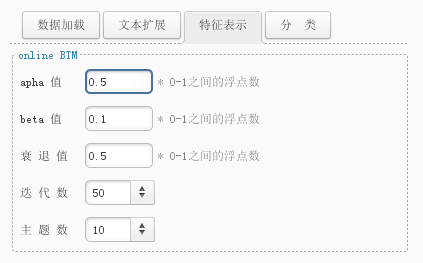 数据加载 文本扩展 特征表示 分 类
online BTM
apha 值 0.5 * 0-1之间的浮点数
beta 值 0.1 * 0-1之间的浮点数
衰 退 值 0.5 * 0-1之间的浮点数
迭 代 数 50
主 题 数 10